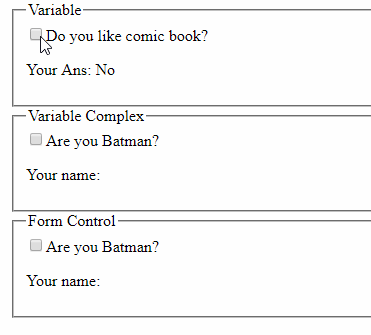 Variable
Do you like comic book?
Your Ans: No
Variable Complex
Are you Batman?
Your name:
Form Control
Are you Batman?
Your name: